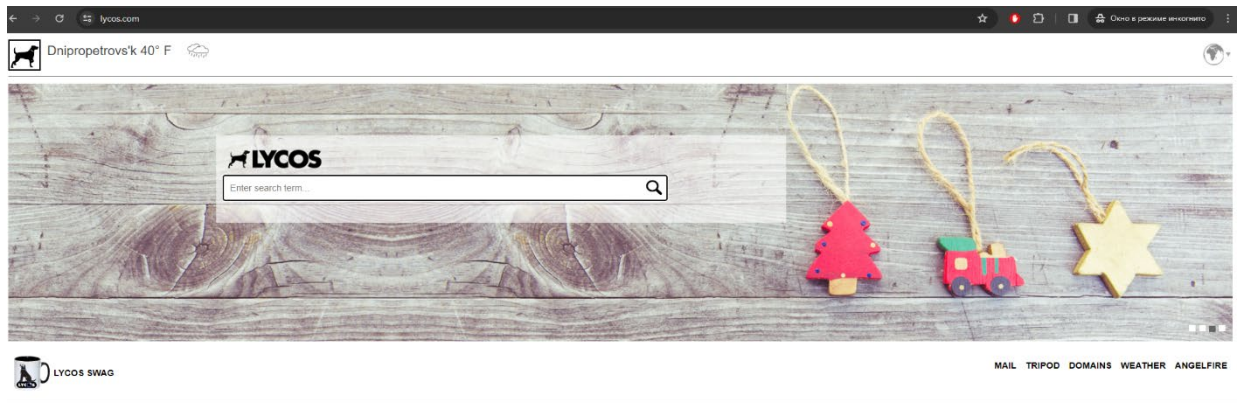 lycos.com
Окно в режиме инкогнито
Dnipropetrovs'k 40° F
LYCOS
Enter search term...
LYCOS SWAG
MAIL TRIPOD DOMAINS WEATHER ANGELFIRE